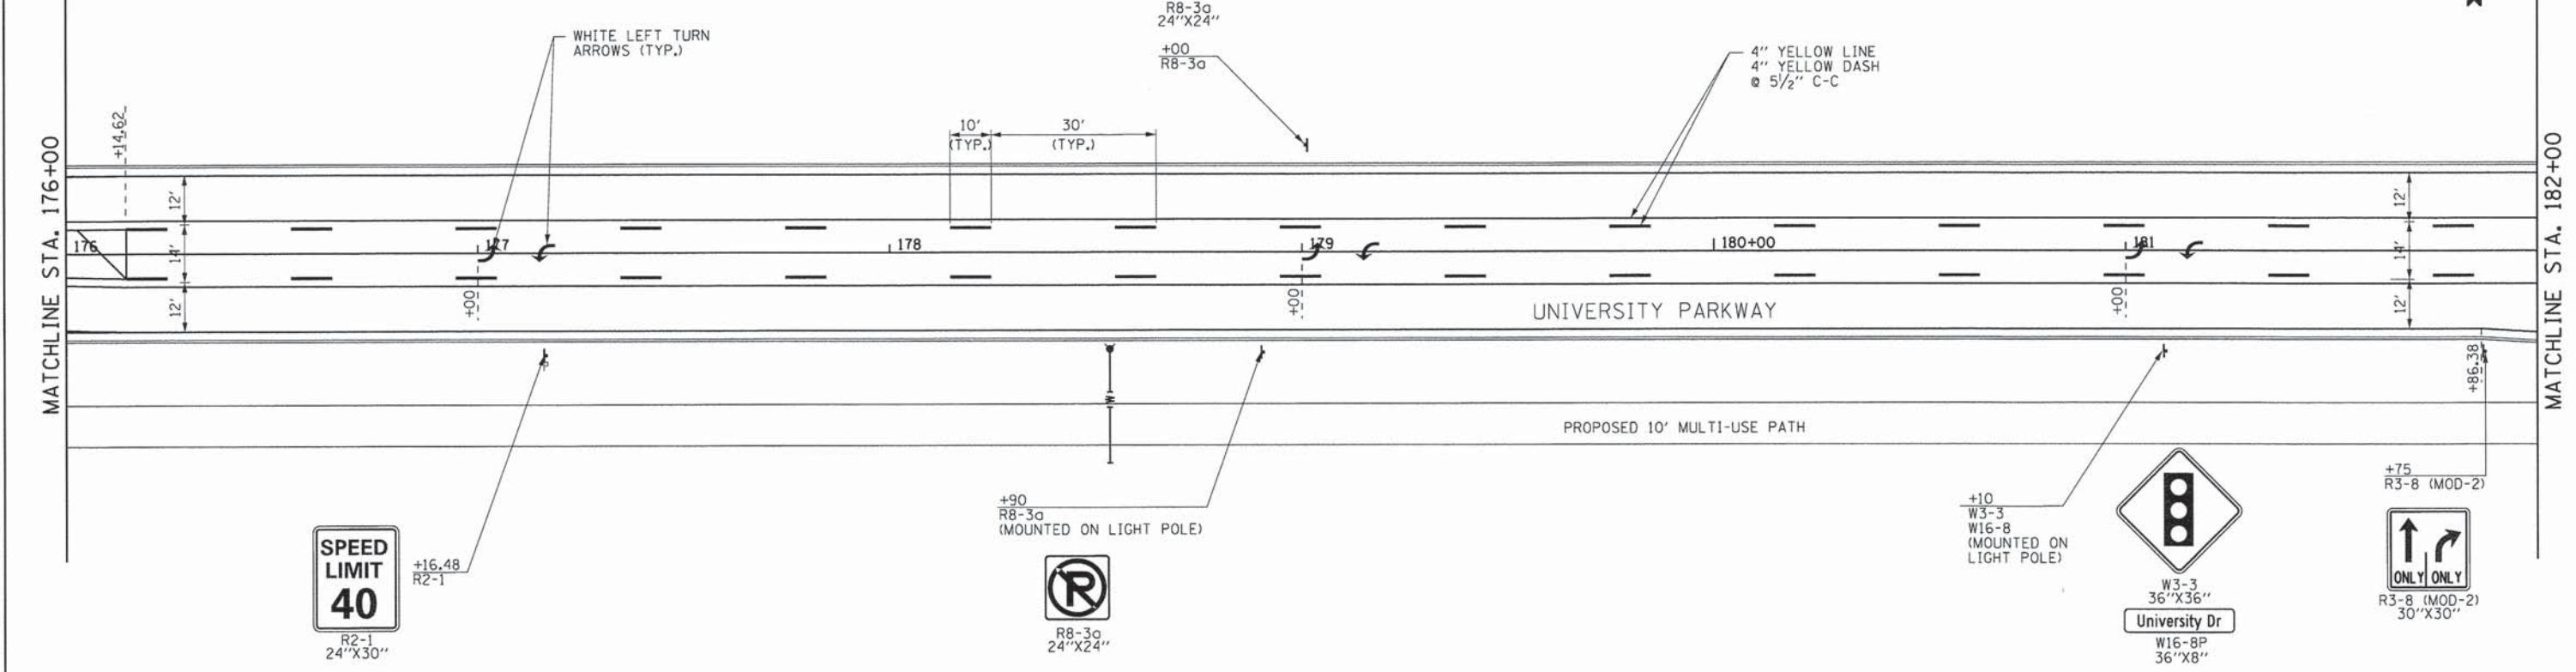 R8-3a
24"X24"
+00
R8-3a
WHITE LEFT TURN
ARROWS (TYP.)
4" YELLOW LINE
4" YELLOW DASH
@ 5 1/2" C-C
+14.62
10'
(TYP.)
30'
(TYP.)
MATCHLINE STA. 176+00
MATCHLINE STA. 182+00
12'
14'
12'
12'
14'
12'
176
177
178
179
180+00
181
+00
+00
+00
UNIVERSITY PARKWAY
+86.38
PROPOSED 10' MULTI-USE PATH
SPEED
LIMIT
40
R2-1
24"X30"
+16.48
R2-1
+90
R8-3a
(MOUNTED ON LIGHT POLE)
P
R8-3a
24"X24"
+10
W3-3
W16-8
(MOUNTED ON
LIGHT POLE)
W3-3
36"X36"
University Dr
W16-8P
36"X8"
+75
R3-8 (MOD-2)
ONLY ONLY
R3-8 (MOD-2)
30"X30"